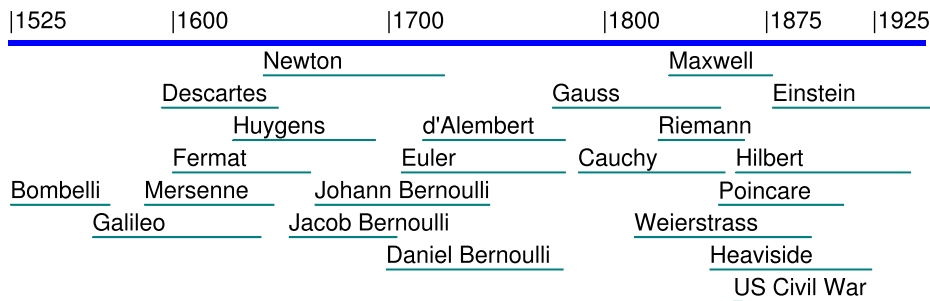 |1525 |1600 |1700 |1800 |1875 |1925
Newton Maxwell
Descartes Gauss Einstein
Huygens d'Alembert Riemann
Fermat Euler Cauchy Hilbert
Bombelli Mersenne Johann Bernoulli Poincare
Galileo Jacob Bernoulli Weierstrass
Daniel Bernoulli Heaviside
US Civil War